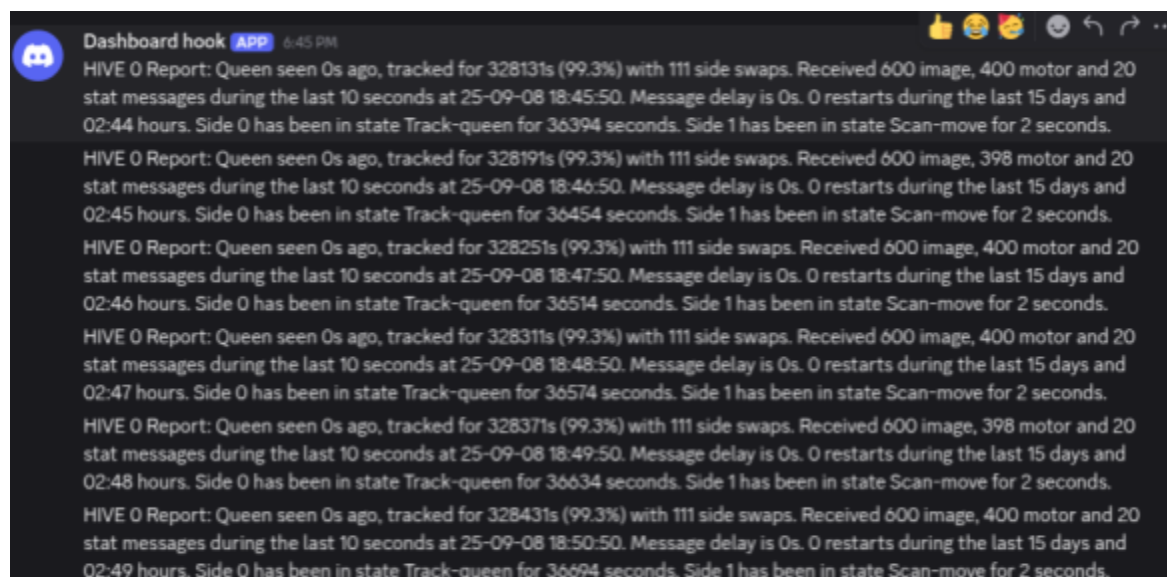 Dashboard hook APP 6:45 PM
HIVE 0 Report: Queen seen 0s ago, tracked for 328131s (99.3%) with 111 side swaps. Received 600 image, 400 motor and 20
stat messages during the last 10 seconds at 25-09-08 18:45:50. Message delay is 0s. 0 restarts during the last 15 days and
02:44 hours. Side 0 has been in state Track-queen for 36394 seconds. Side 1 has been in state Scan-move for 2 seconds.
HIVE 0 Report: Queen seen 0s ago, tracked for 328191s (99.3%) with 111 side swaps. Received 600 image, 398 motor and 20
stat messages during the last 10 seconds at 25-09-08 18:46:50. Message delay is 0s. 0 restarts during the last 15 days and
02:45 hours. Side 0 has been in state Track-queen for 36454 seconds. Side 1 has been in state Scan-move for 2 seconds.
HIVE 0 Report: Queen seen 0s ago, tracked for 328251s (99.3%) with 111 side swaps. Received 600 image, 400 motor and 20
stat messages during the last 10 seconds at 25-09-08 18:47:50. Message delay is 0s. 0 restarts during the last 15 days and
02:46 hours. Side 0 has been in state Track-queen for 36514 seconds. Side 1 has been in state Scan-move for 2 seconds.
HIVE 0 Report: Queen seen 0s ago, tracked for 328311s (99.3%) with 111 side swaps. Received 600 image, 400 motor and 20
stat messages during the last 10 seconds at 25-09-08 18:48:50. Message delay is 0s. 0 restarts during the last 15 days and
02:47 hours. Side 0 has been in state Track-queen for 36574 seconds. Side 1 has been in state Scan-move for 2 seconds.
HIVE 0 Report: Queen seen 0s ago, tracked for 328371s (99.3%) with 111 side swaps. Received 600 image, 398 motor and 20
stat messages during the last 10 seconds at 25-09-08 18:49:50. Message delay is 0s. 0 restarts during the last 15 days and
02:48 hours. Side 0 has been in state Track-queen for 36634 seconds. Side 1 has been in state Scan-move for 2 seconds.
HIVE 0 Report: Queen seen 0s ago, tracked for 328431s (99.3%) with 111 side swaps. Received 600 image, 400 motor and 20
stat messages during the last 10 seconds at 25-09-08 18:50:50. Message delay is 0s. 0 restarts during the last 15 days and
02:49 hours. Side 0 has been in state Track-queen for 36694 seconds. Side 1 has been in state Scan-move for 2 seconds.